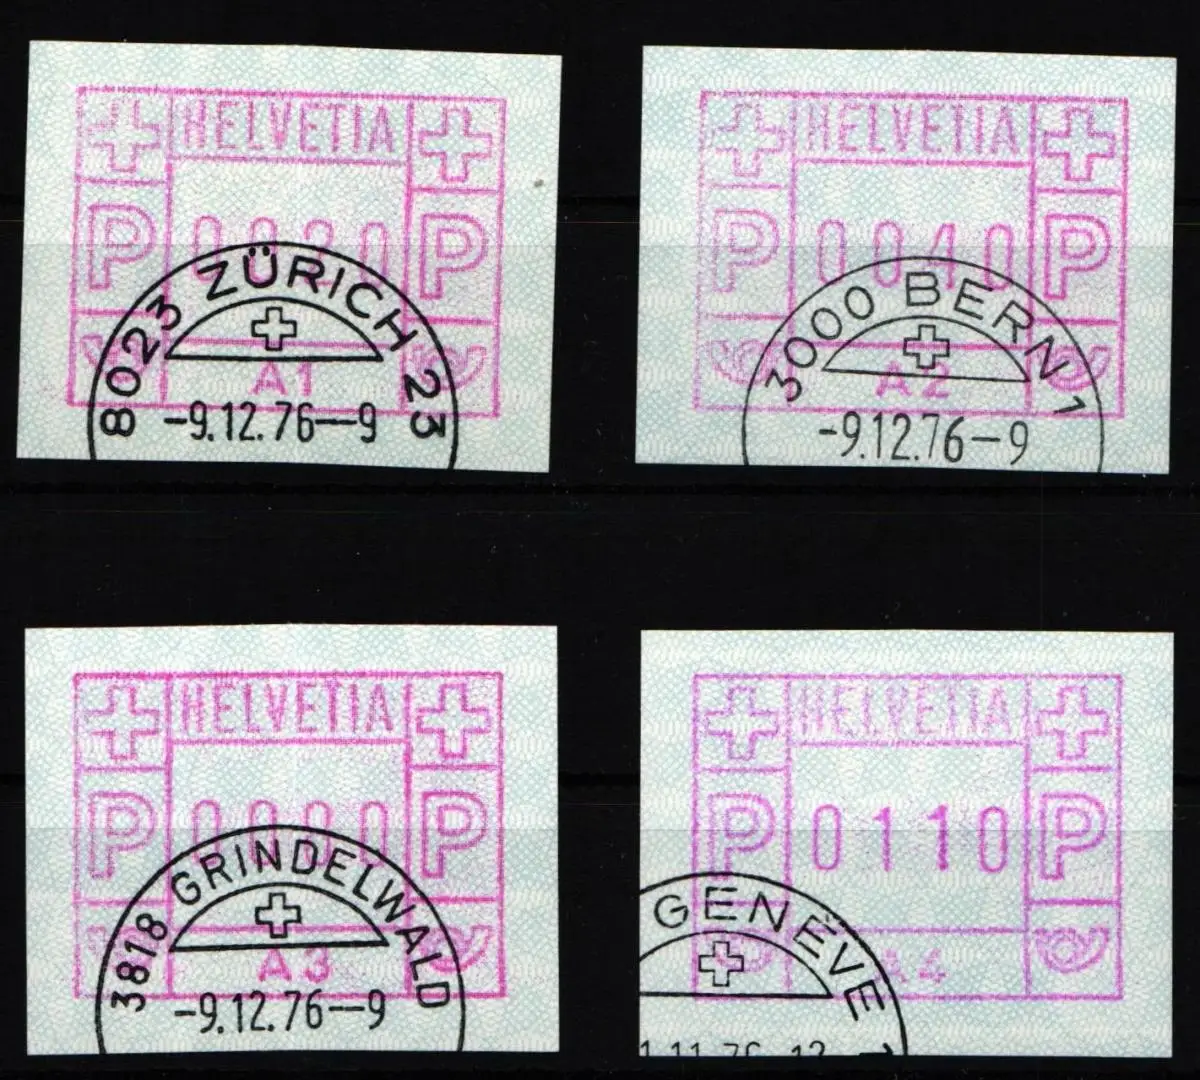 HELVETIA
P P
8023 ZÜRICH 23
A1
-9.12.76—9
HELVETIA
P 0040 P
3000 BERN 1
A2
-9.12.76—9
HELVETIA
P P
3818 GRINDELWALD
A3
-9.12.76—9
HELVETIA
P 0110 P
GENÈVE
A4